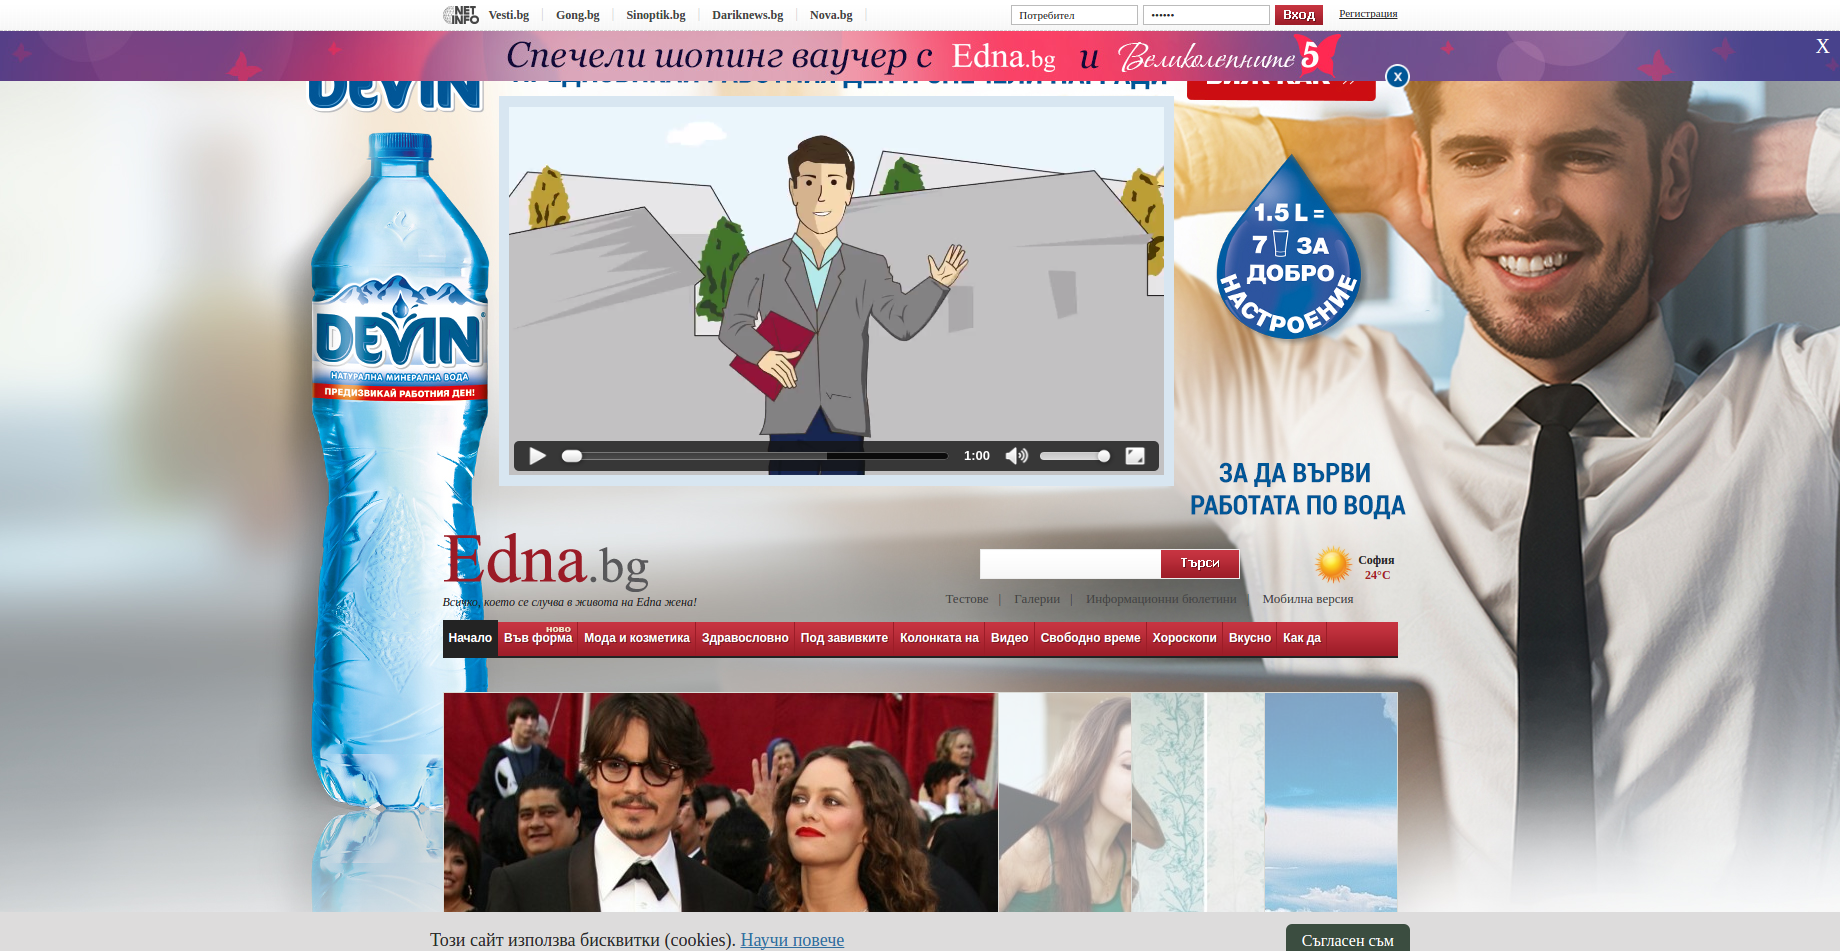 NET INFO Vesti.bg Gong.bg Sinoptik.bg Dariknews.bg Nova.bg Потребител •••••• Вход Регистрация
Спечели шопинг ваучер с Edna.bg и Великолепните 5 X
DEVIN
x
1.5 L =
7 ЗА
ДОБРО
НАСТРОЕНИЕ
DEVIN
НАТУРАЛНА МИНЕРАЛНА ВОДА
ПРЕДИЗВИКАЙ РАБОТНИЯ ДЕН!
1:00
ЗА ДА ВЪРВИ
РАБОТАТА ПО ВОДА
Edna.bg
Всичко, което се случва в живота на Edna жена!
Търси
София
24°C
Тестове | Галерии | Информационни бюлетини | Мобилна версия
ново
Начало Във форма Мода и козметика Здравословно Под завивките Колонката на Видео Свободно време Хороскопи Вкусно Как да
Този сайт използва бисквитки (cookies). Научи повече Съгласен съм